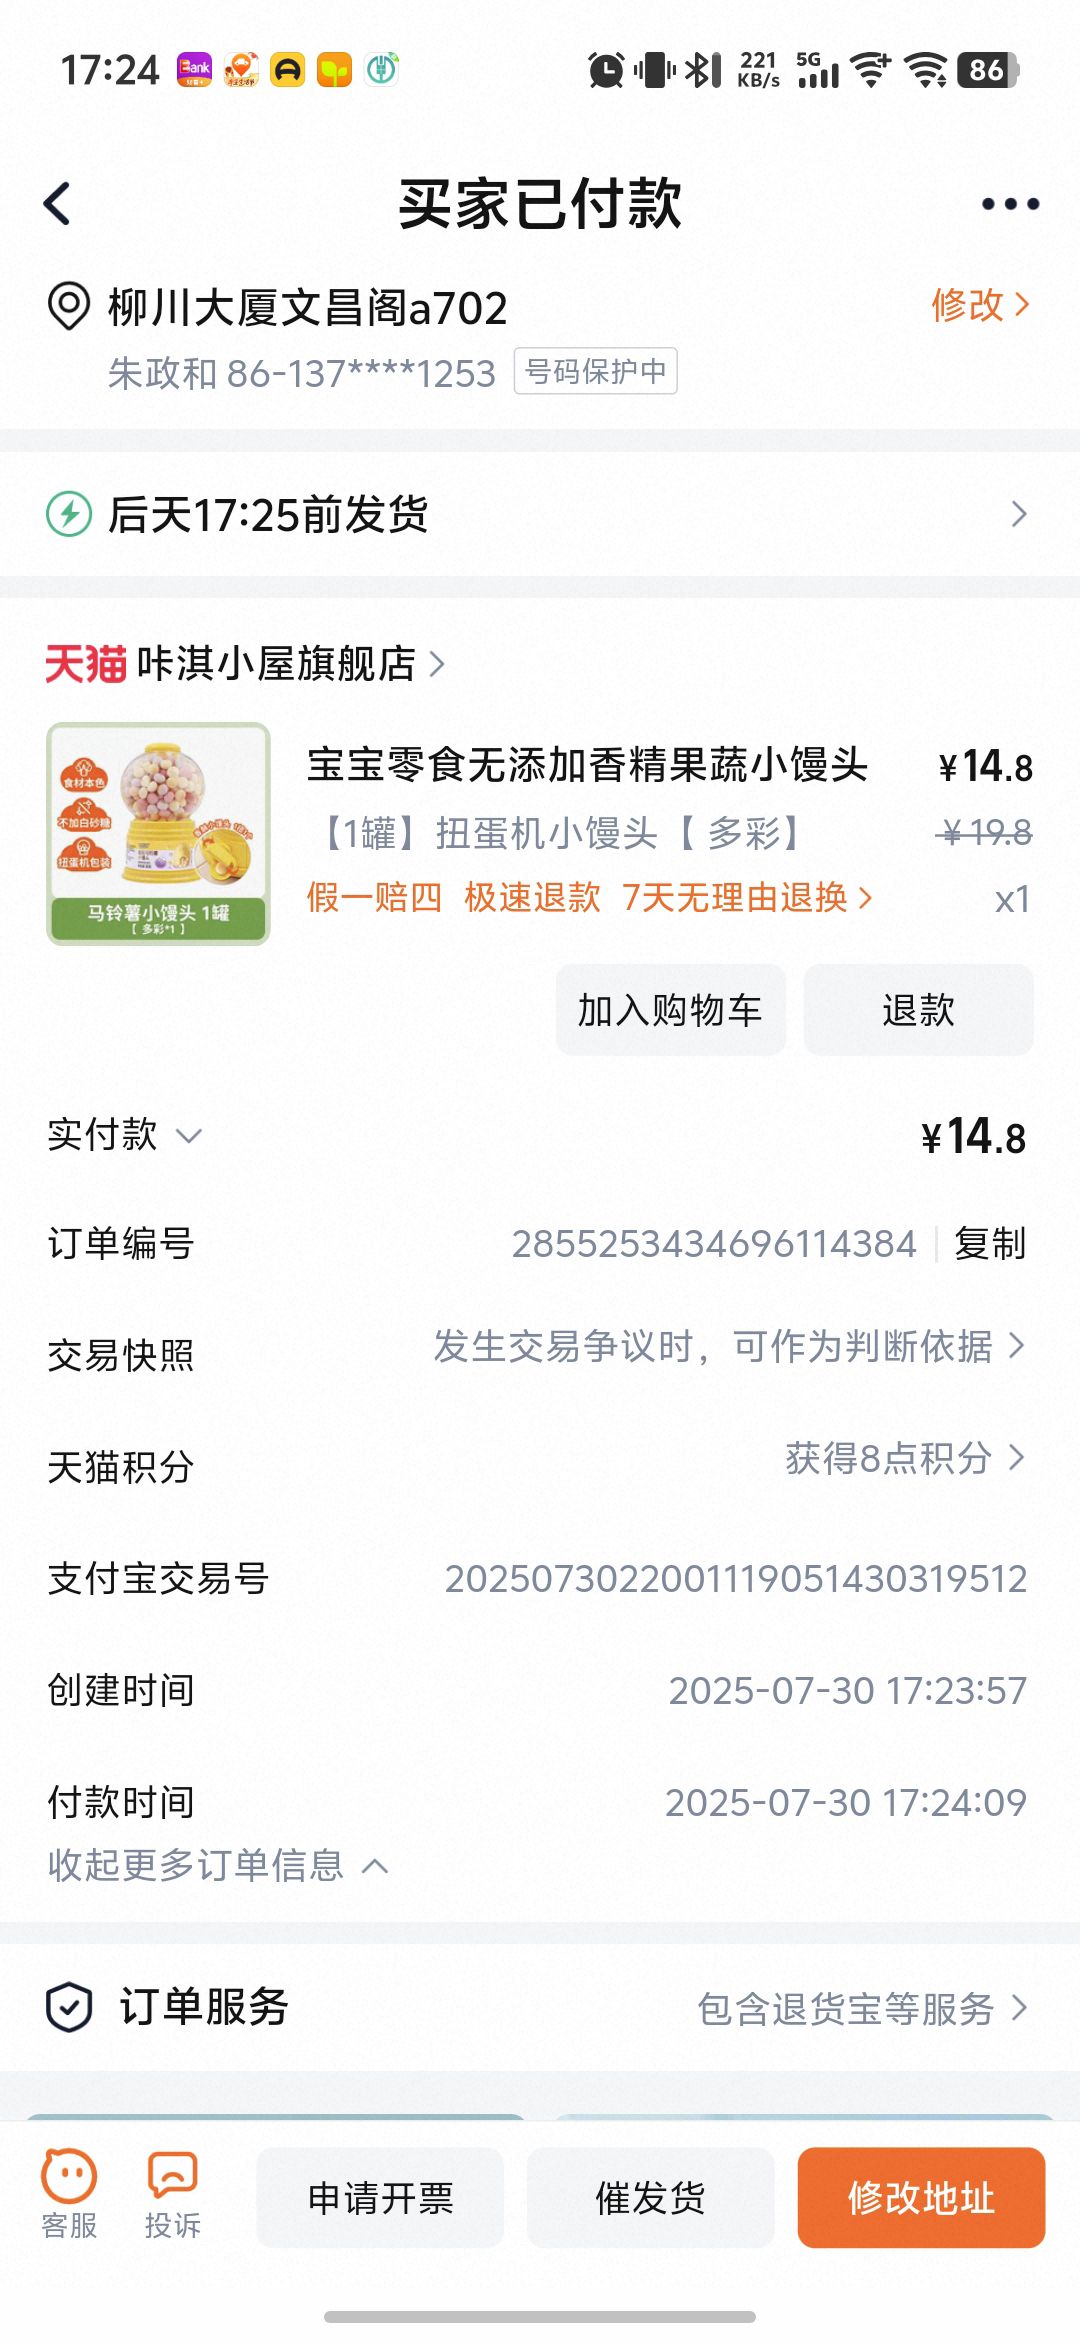 17:24
Bank
221 KB/s
5G
86
买家已付款
柳川大厦文昌阁a702
修改
朱政和 86-137****1253 号码保护中
后天17:25前发货
天猫 咔淇小屋旗舰店
宝宝零食无添加香精果蔬小馒头
¥14.8
【1罐】扭蛋机小馒头【 多彩】
¥19.8
假一赔四 极速退款 7天无理由退换
x1
食材本色
不加白砂糖
扭蛋机包装
马铃薯小馒头 1罐
【 多彩*1 】
加入购物车
退款
实付款
¥14.8
订单编号
2855253434696114384
复制
交易快照
发生交易争议时，可作为判断依据
天猫积分
获得8点积分
支付宝交易号
2025073022001119051430319512
创建时间
2025-07-30 17:23:57
付款时间
2025-07-30 17:24:09
收起更多订单信息
订单服务
包含退货宝等服务
客服
投诉
申请开票
催发货
修改地址